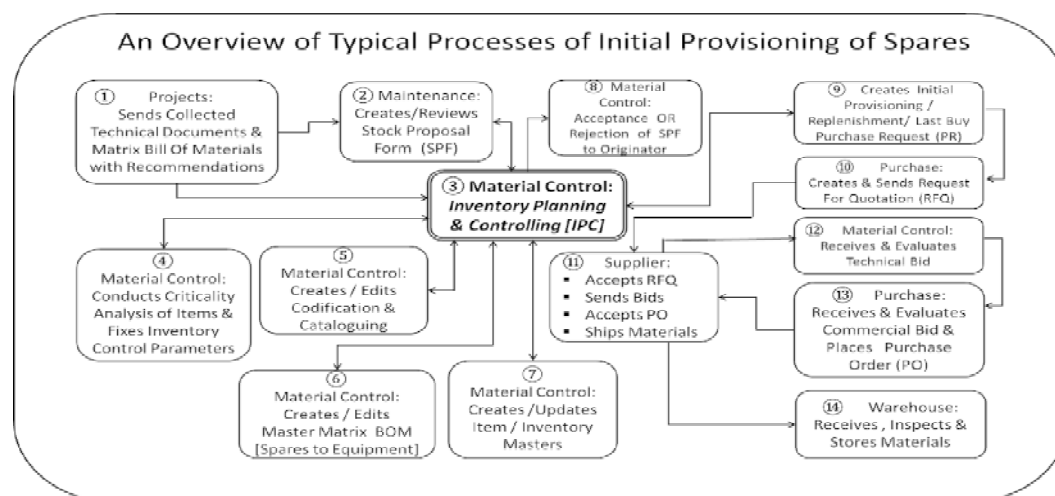 An Overview of Typical Processes of Initial Provisioning of Spares
① Projects:
Sends Collected
Technical Documents &
Matrix Bill Of Materials
with Recommendations
② Maintenance:
Creates/Reviews
Stock Proposal
Form (SPF)
③ Material Control:
Inventory Planning
& Controlling [IPC]
④
Material Control:
Conducts Criticality
Analysis of Items &
Fixes Inventory
Control Parameters
⑤
Material Control:
Creates / Edits
Codification &
Cataloguing
⑥
Material Control:
Creates / Edits
Master Matrix BOM
[Spares to Equipment]
⑦
Material Control:
Creates /Updates
Item / Inventory
Masters
⑧ Material
Control:
Acceptance OR
Rejection of SPF
to Originator
⑨ Creates Initial
Provisioning /
Replenishment/ Last Buy
Purchase Request (PR)
⑩ Purchase:
Creates & Sends Request
For Quotation (RFQ)
⑪ Supplier:
▪ Accepts RFQ
▪ Sends Bids
▪ Accepts PO
▪ Ships Materials
⑫ Material Control:
Receives & Evaluates
Technical Bid
⑬ Purchase:
Receives & Evaluates
Commercial Bid &
Places Purchase
Order (PO)
⑭ Warehouse:
Receives , Inspects &
Stores Materials